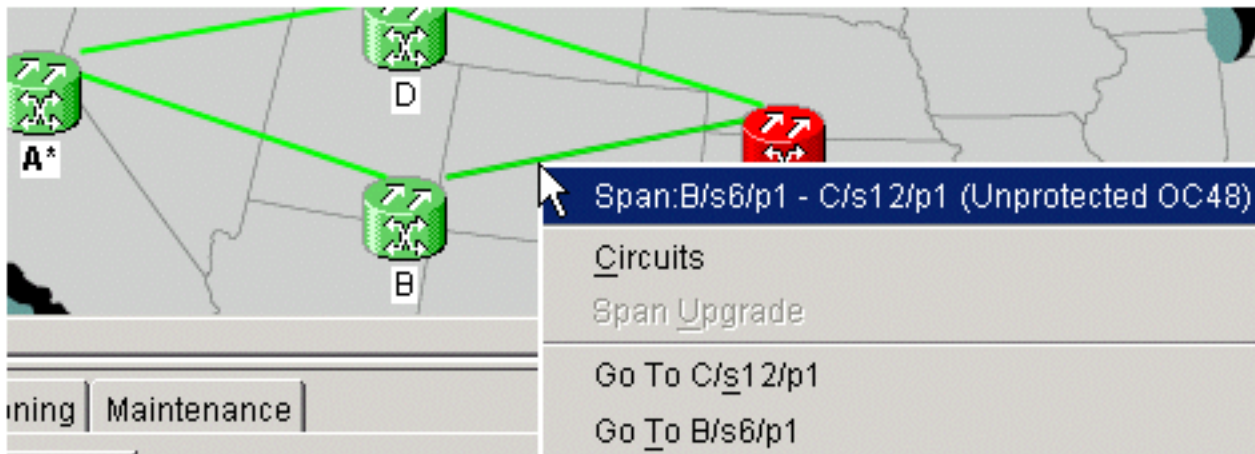 D
A*
B
Span:B/s6/p1 - C/s12/p1 (Unprotected OC48)
Circuits
Span Upgrade
Go To C/s12/p1
Go To B/s6/p1
Maintenance